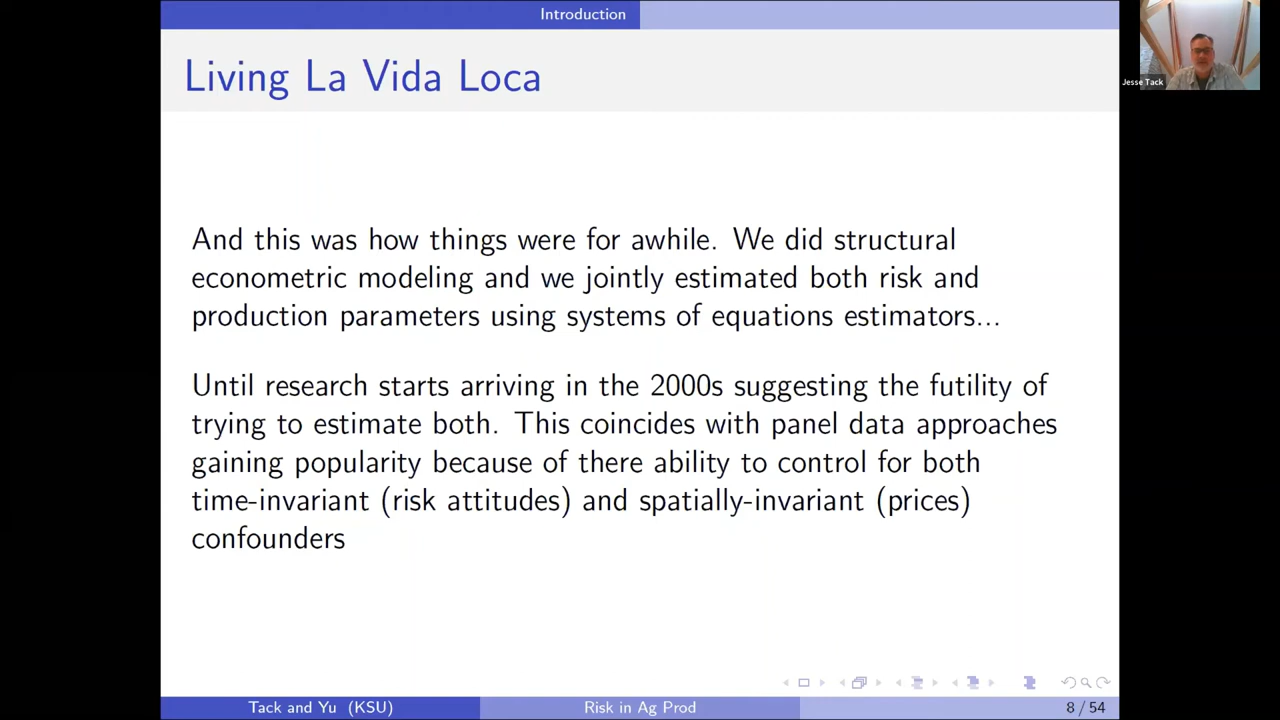 Introduction
Living La Vida Loca
Jesse Tack
And this was how things were for awhile. We did structural
econometric modeling and we jointly estimated both risk and
production parameters using systems of equations estimators...
Until research starts arriving in the 2000s suggesting the futility of
trying to estimate both. This coincides with panel data approaches
gaining popularity because of there ability to control for both
time-invariant (risk attitudes) and spatially-invariant (prices)
confounders
Tack and Yu (KSU)
Risk in Ag Prod
8 / 54